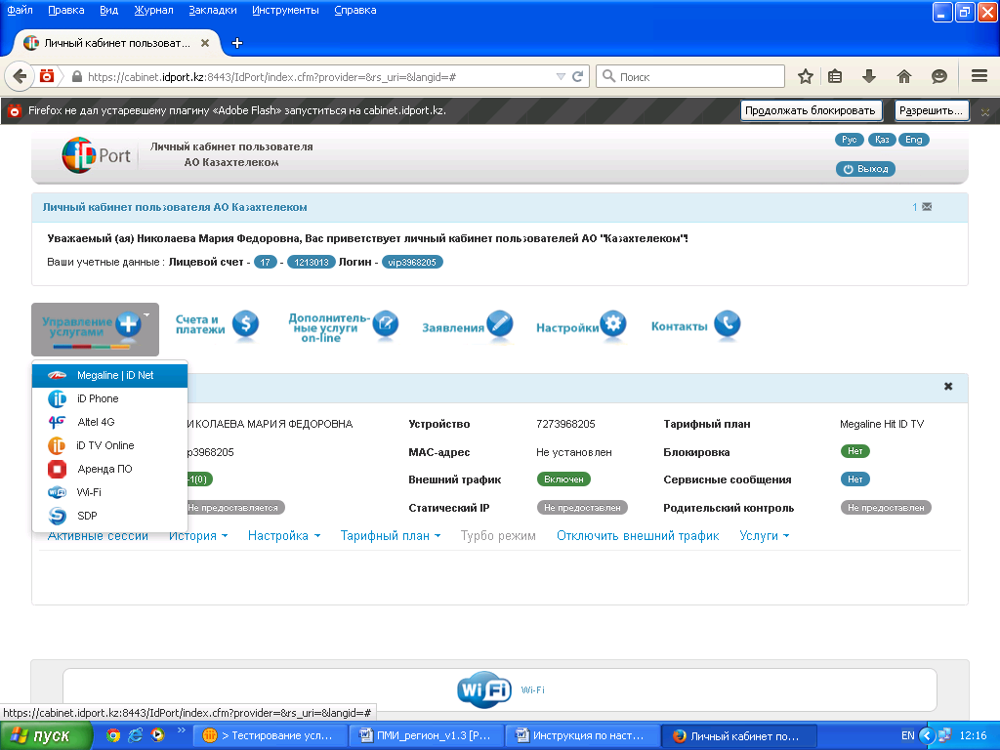 Файл Правка Вид Журнал Закладки Инструменты Справка
Личный кабинет пользоват... × +
https://cabinet.idport.kz:8443/IdPort/index.cfm?provider=&rs_uri=&langid=# Поиск
Firefox не дал устаревшему плагину «Adobe Flash» запуститься на cabinet.idport.kz. Продолжать блокировать Разрешить...
iD Port
Личный кабинет пользователя
АО Казахтелеком
Рус Қаз Eng
Выход
Личный кабинет пользователя АО Казахтелеком 1
Уважаемый (ая) Николаева Мария Федоровна, Вас приветствует личный кабинет пользователей АО "Казахтелеком"!
Ваши учетные данные : Лицевой счет - 17 - 1213013 Логин - vip3968205
Управление
услугами
Счета и
платежи
Дополнитель-
ные услуги
on-line
Заявления
Настройки
Контакты
Megaline | iD Net
iD Phone
Altel 4G
iD TV Online
Аренда ПО
Wi-Fi
SDP
ИКОЛАЕВА МАРИЯ ФЕДОРОВНА Устройство 7273968205 Тарифный план Megaline Hit ID TV
p3968205 MAC-адрес Не установлен Блокировка Нет
-1(0) Внешний трафик Включен Сервисные сообщения Нет
Не предоставляется Статический IP Не предоставлен Родительский контроль Не предоставлен
Активные сессии История Настройка Тарифный план Турбо режим Отключить внешний трафик Услуги
WiFi Wi-Fi
https://cabinet.idport.kz:8443/IdPort/index.cfm?provider=&rs_uri=&langid=#
пуск > Тестирование усл... ПМИ_регион_v1.3 [Р... Инструкция по наст... Личный кабинет по... EN 12:16